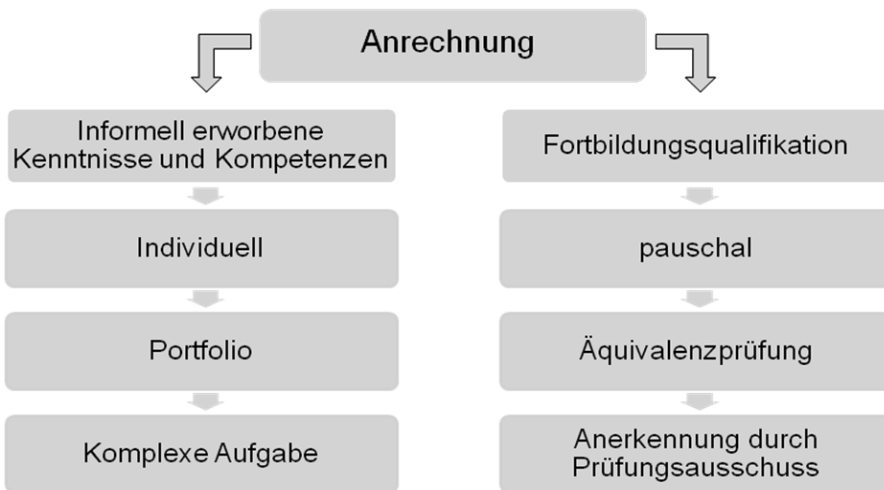 Anrechnung
Informell erworbene
Kenntnisse und Kompetenzen
Individuell
Portfolio
Komplexe Aufgabe
Fortbildungsqualifikation
pauschal
Äquivalenzprüfung
Anerkennung durch
Prüfungsausschuss